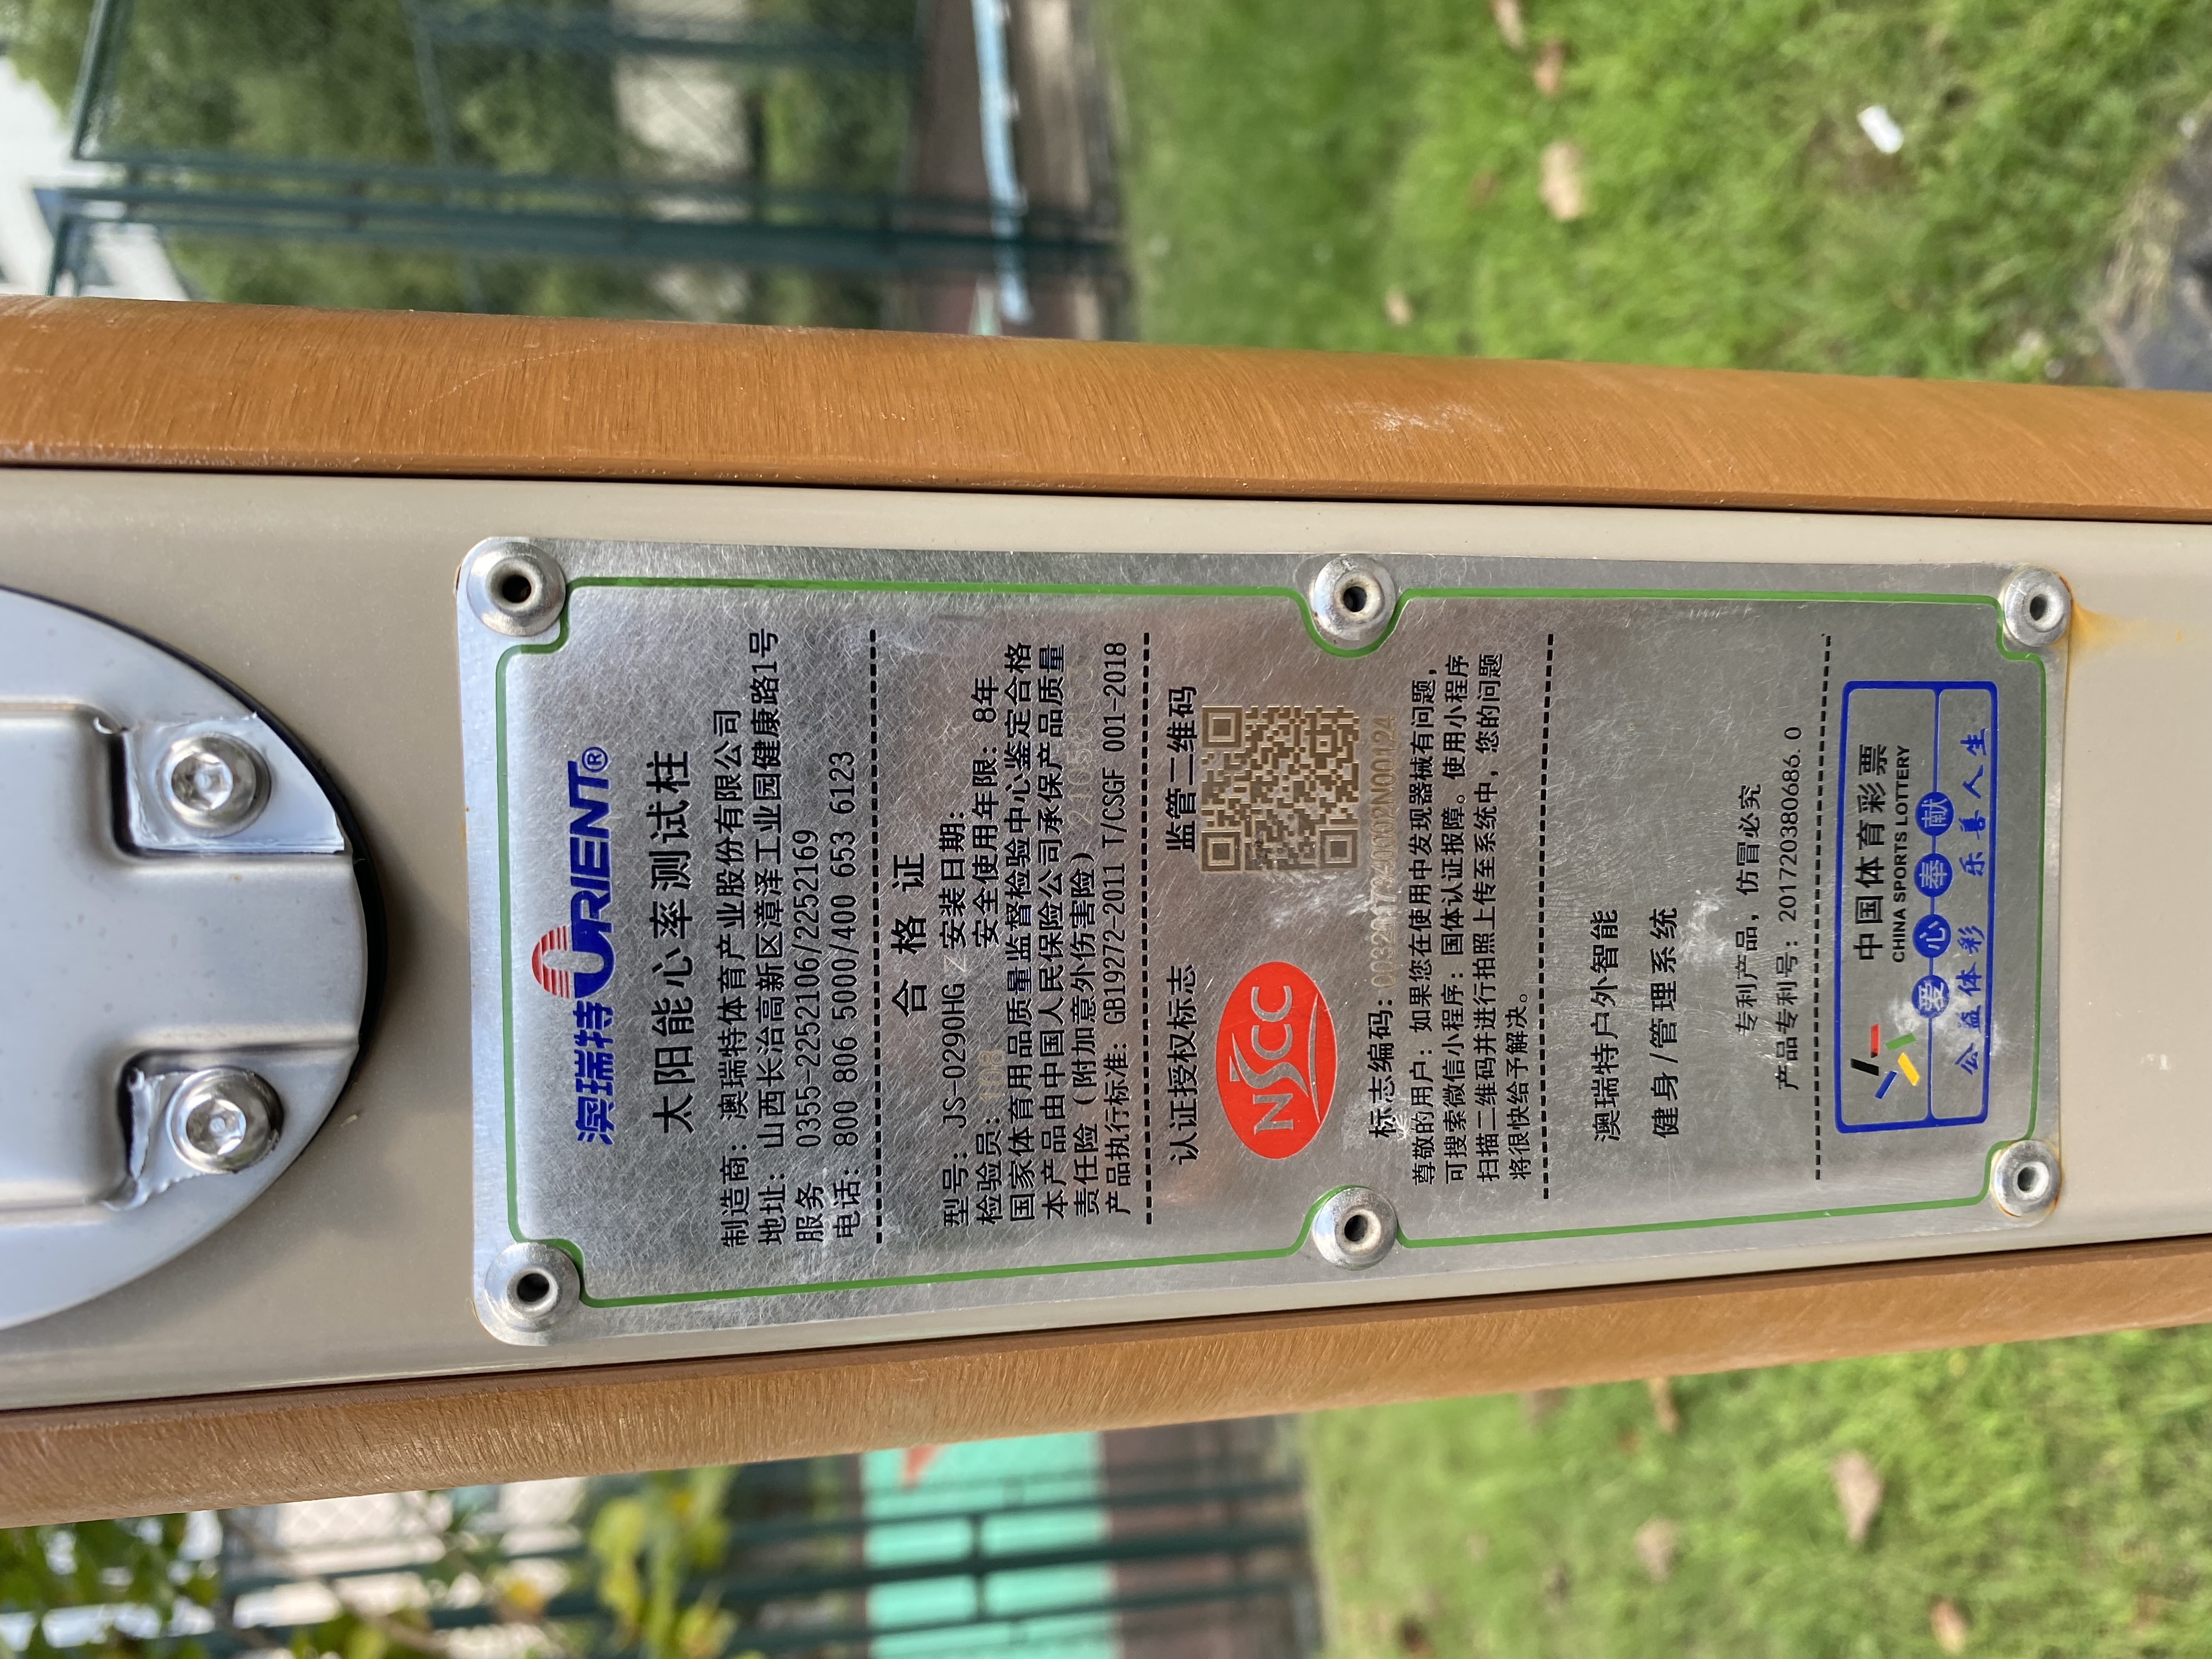 澳瑞特 ORIENT®
太阳能心率测试柱
制造商：澳瑞特体育产业股份有限公司
地址：山西长治高新区漳泽工业园健康路1号
服务 0355-2252106/2252169
电话：800 806 5000/400 653 6123
合格证
型号：JS-0290HG Z 安装日期：
检验员：108 安全使用年限：8年
国家体育用品质量监督检验中心鉴定合格
本产品由中国人民保险公司承保产品质量
责任险（附加意外伤害险）
产品执行标准：GB19272-2011 T/CSGF 001-2018
认证授权标志 监管二维码
NSCC
标志编码：
尊敬的用户：如果您在使用中发现器械有问题，
可搜索微信小程序：国体认证报障。使用小程序
扫描二维码并进行拍照上传至系统中，您的问题
将很快给予解决。
澳瑞特户外智能
健身/管理系统
专利产品，仿冒必究
产品专利号：201720380686.0
中国体育彩票
CHINA SPORTS LOTTERY
爱心奉献
公益体彩 乐善人生